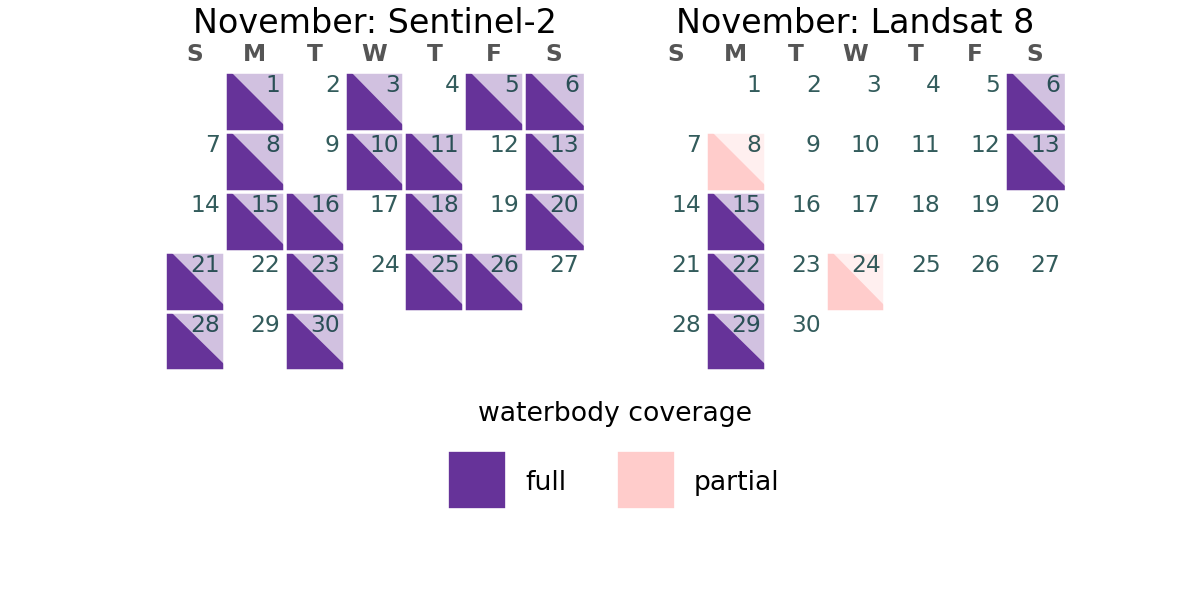 November: Sentinel-2
S M T W T F S
1 2 3 4 5 6
7 8 9 10 11 12 13
14 15 16 17 18 19 20
21 22 23 24 25 26 27
28 29 30
November: Landsat 8
S M T W T F S
1 2 3 4 5 6
7 8 9 10 11 12 13
14 15 16 17 18 19 20
21 22 23 24 25 26 27
28 29 30
waterbody coverage
full
partial